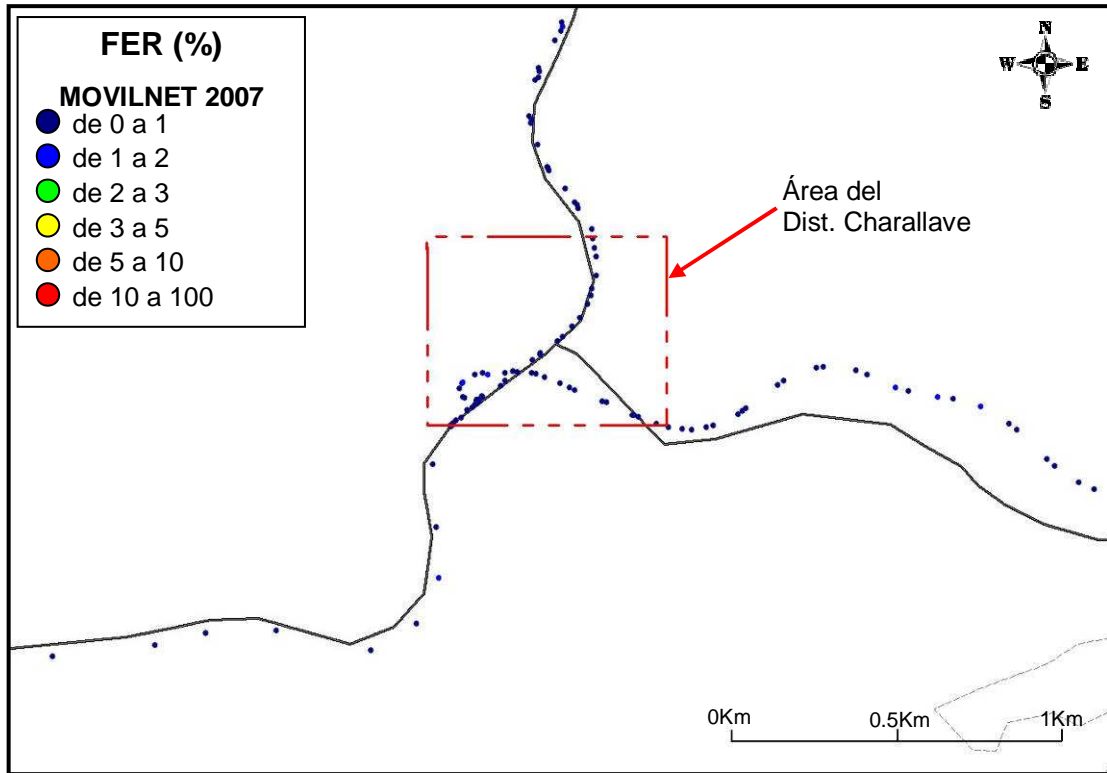 FER (%)
MOVILNET 2007
de 0 a 1
de 1 a 2
de 2 a 3
de 3 a 5
de 5 a 10
de 10 a 100
N
W E
S
Área del
Dist. Charallave
0Km 0.5Km 1Km